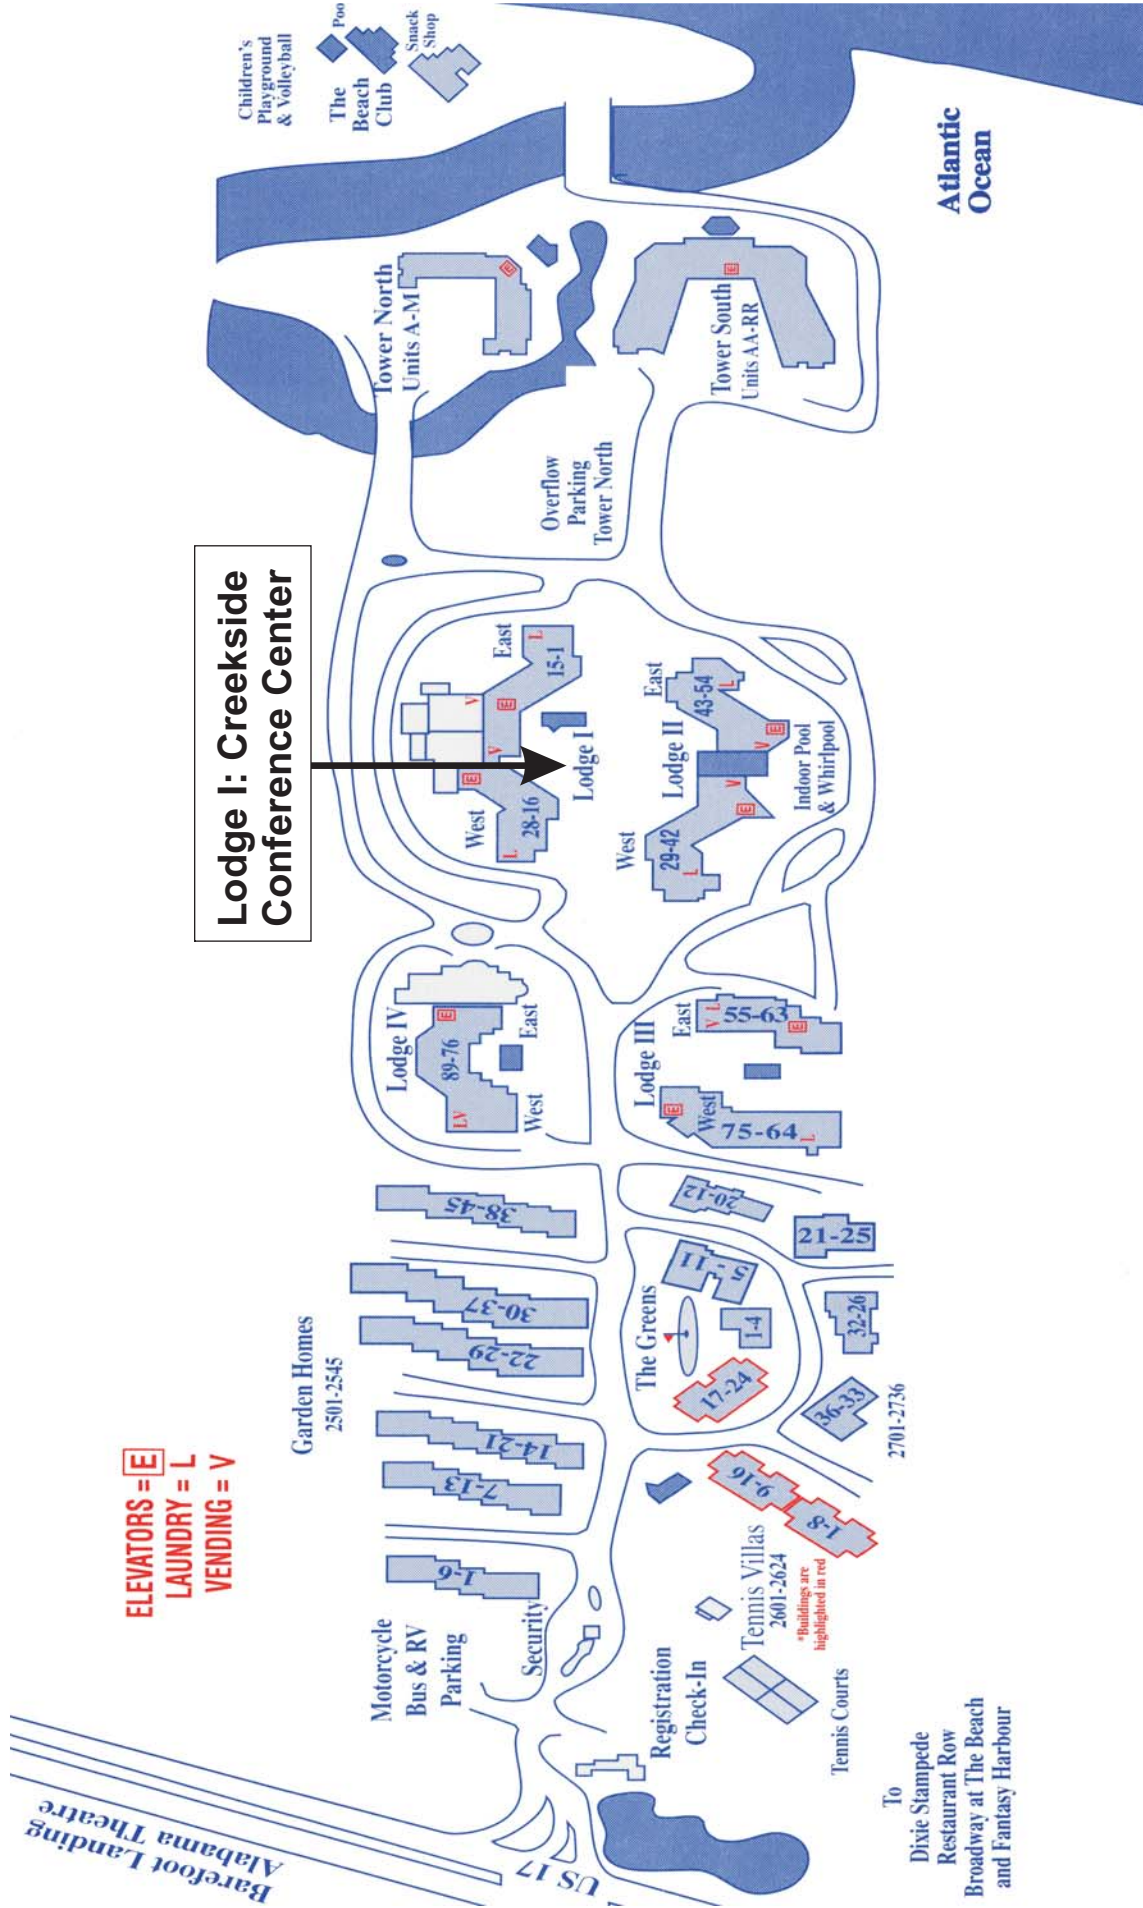 Lodge I: Creekside
Conference Center
ELEVATORS = E
LAUNDRY = L
VENDING = V
Barefoot Landing
Alabama Theatre
US 17
Motorcycle
Bus & RV
Parking
Security
Registration
Check-In
Tennis Courts
Tennis Villas
2601-2624
*Buildings are
highlighted in red
To
Dixie Stampede
Restaurant Row
Broadway at The Beach
and Fantasy Harbour
Garden Homes
2501-2545
1-6
7-13
14-21
22-29
30-37
38-45
The Greens
1-8
9-16
17-24
1-4
5-11
20-12
21-25
32-26
36-33
2701-2736
Lodge IV
89-76
West
East
LV
E
Lodge III
East
55-63
V L
E
West
75-64
E
L
Lodge I
West
28-16
L
E
V
East
15-1
V
E
L
Lodge II
West
29-42
L
E
V
East
43-54
L
E
V
Indoor Pool
& Whirlpool
Overflow
Parking
Tower North
Tower North
Units A-M
E
Tower South
Units AA-RR
E
Children's
Playground
& Volleyball
The
Beach
Club
Poo
Snack
Shop
Atlantic
Ocean